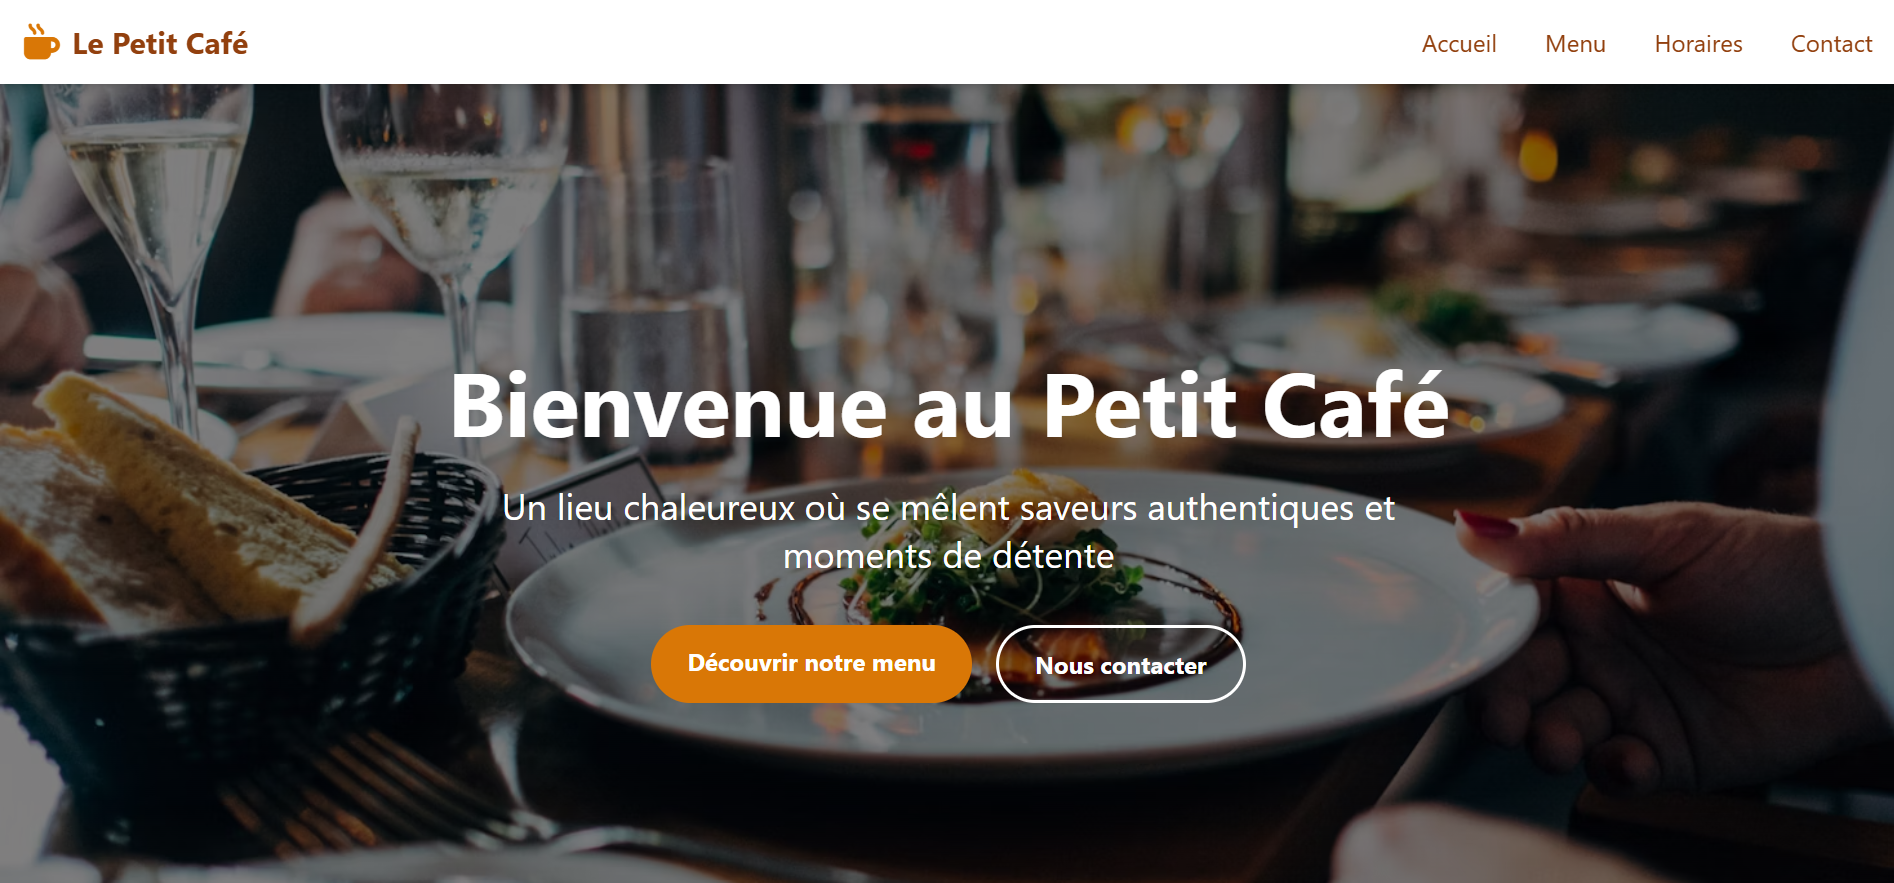 Le Petit Café
Accueil
Menu
Horaires
Contact
Bienvenue au Petit Café
Un lieu chaleureux où se mêlent saveurs authentiques et
moments de détente
Découvrir notre menu
Nous contacter